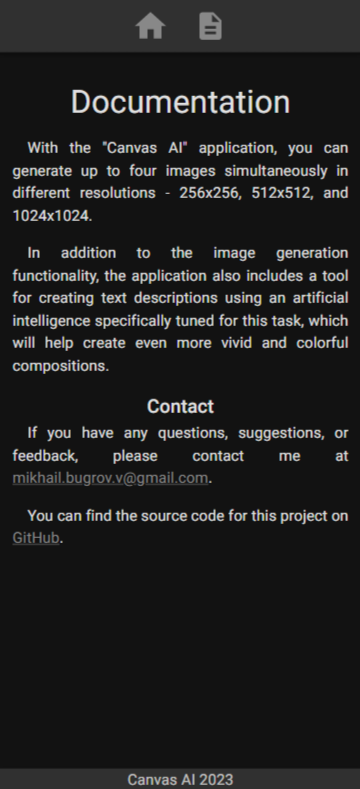 Documentation
With the "Canvas AI" application, you can
generate up to four images simultaneously in
different resolutions - 256x256, 512x512, and
1024x1024.
In addition to the image generation
functionality, the application also includes a tool
for creating text descriptions using an artificial
intelligence specifically tuned for this task, which
will help create even more vivid and colorful
compositions.
Contact
If you have any questions, suggestions, or
feedback, please contact me at
mikhail.bugrov.v@gmail.com.
You can find the source code for this project on
GitHub.
Canvas AI 2023